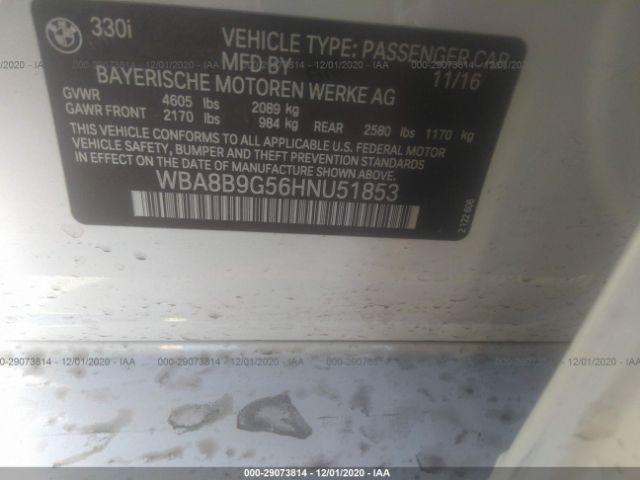 330i
VEHICLE TYPE: PASSENGER CAR
MFD BY
11/16
BAYERISCHE MOTOREN WERKE AG
GVWR 4605 lbs 2089 kg
GAWR FRONT 2170 lbs 984 kg REAR 2580 lbs 1170 kg
THIS VEHICLE CONFORMS TO ALL APPLICABLE U.S. FEDERAL MOTOR
VEHICLE SAFETY, BUMPER, AND THEFT PREVENTION STANDARDS
IN EFFECT ON THE DATE OF MANUFACTURE SHOWN ABOVE.
WBA8B9G56HNU51853
2 122 606
000-29073814 - 12/01/2020 - IAA